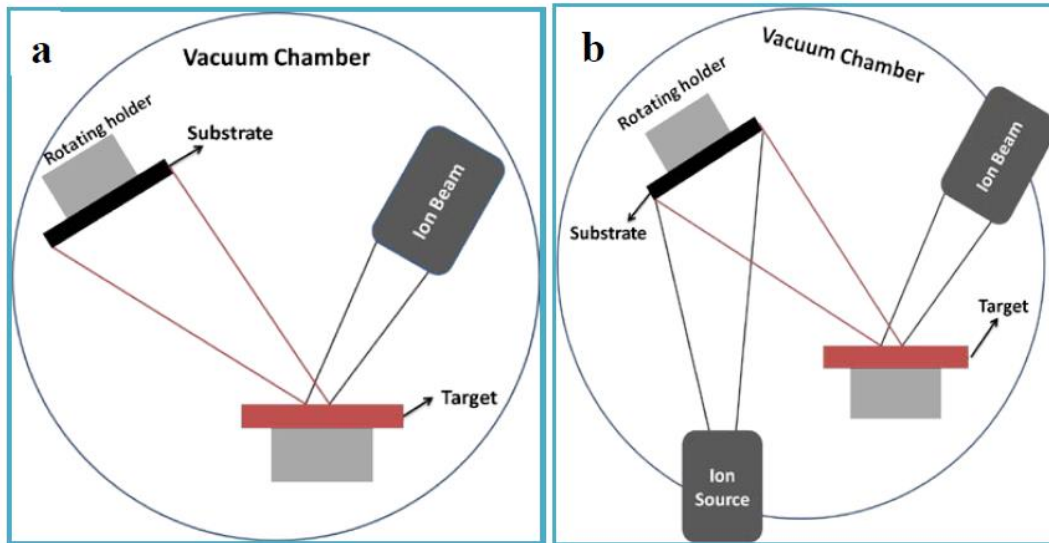 a
Vacuum Chamber
Rotating holder
Substrate
Ion Beam
Target
b
Vacuum Chamber
Rotating holder
Ion Beam
Substrate
Target
Ion
Source